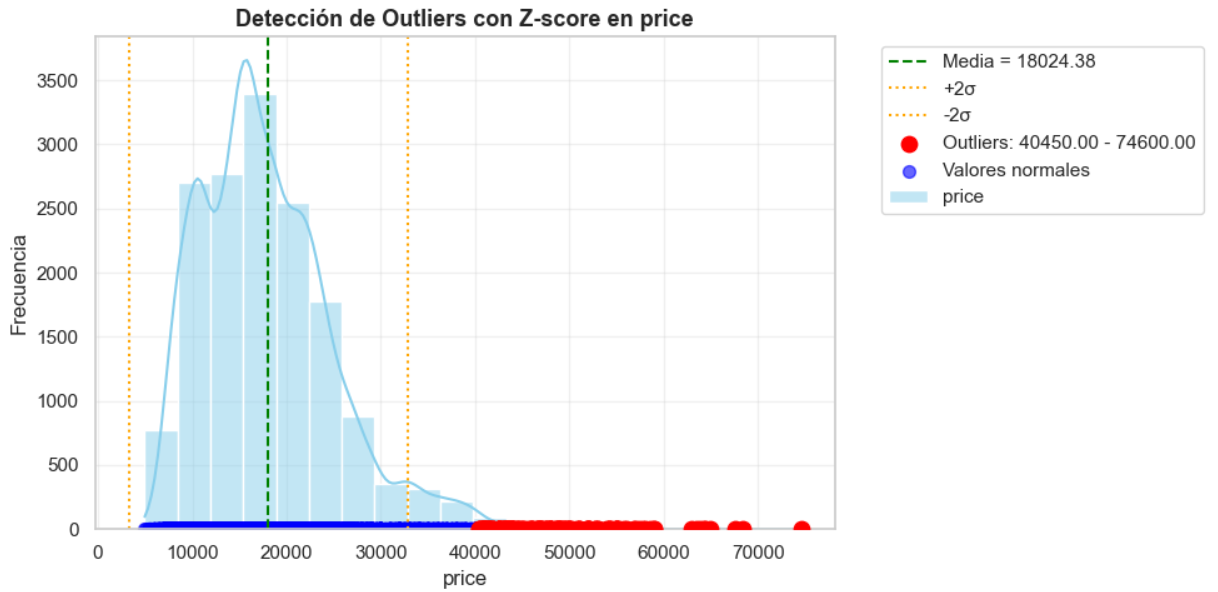 Detección de Outliers con Z-score en price
Media = 18024.38
+2σ
-2σ
Outliers: 40450.00 - 74600.00
Valores normales
price
Frecuencia
3500
3000
2500
2000
1500
1000
500
0
0 10000 20000 30000 40000 50000 60000 70000
price